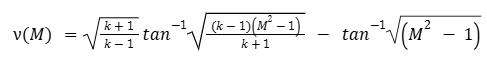 ν(M) = √((k + 1)/(k − 1)) tan⁻¹ √((k − 1)(M² − 1)/(k + 1)) − tan⁻¹ √(M² − 1)